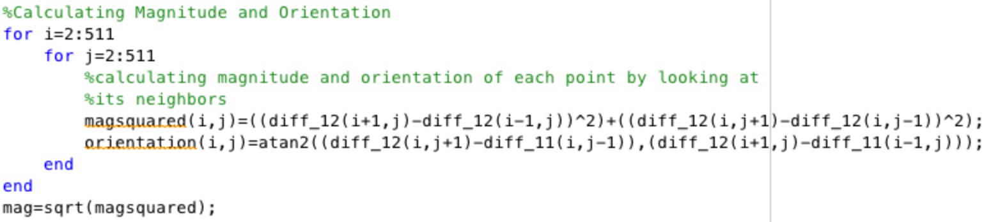 %Calculating Magnitude and Orientation
for i=2:511
    for j=2:511
        %calculating magnitude and orientation of each point by looking at
        %its neighbors
        magsquared(i,j)=((diff_12(i+1,j)-diff_12(i-1,j))^2)+((diff_12(i,j+1)-diff_12(i,j-1))^2);
        orientation(i,j)=atan2((diff_12(i,j+1)-diff_11(i,j-1)),(diff_12(i+1,j)-diff_11(i-1,j)));
    end
end
mag=sqrt(magsquared);